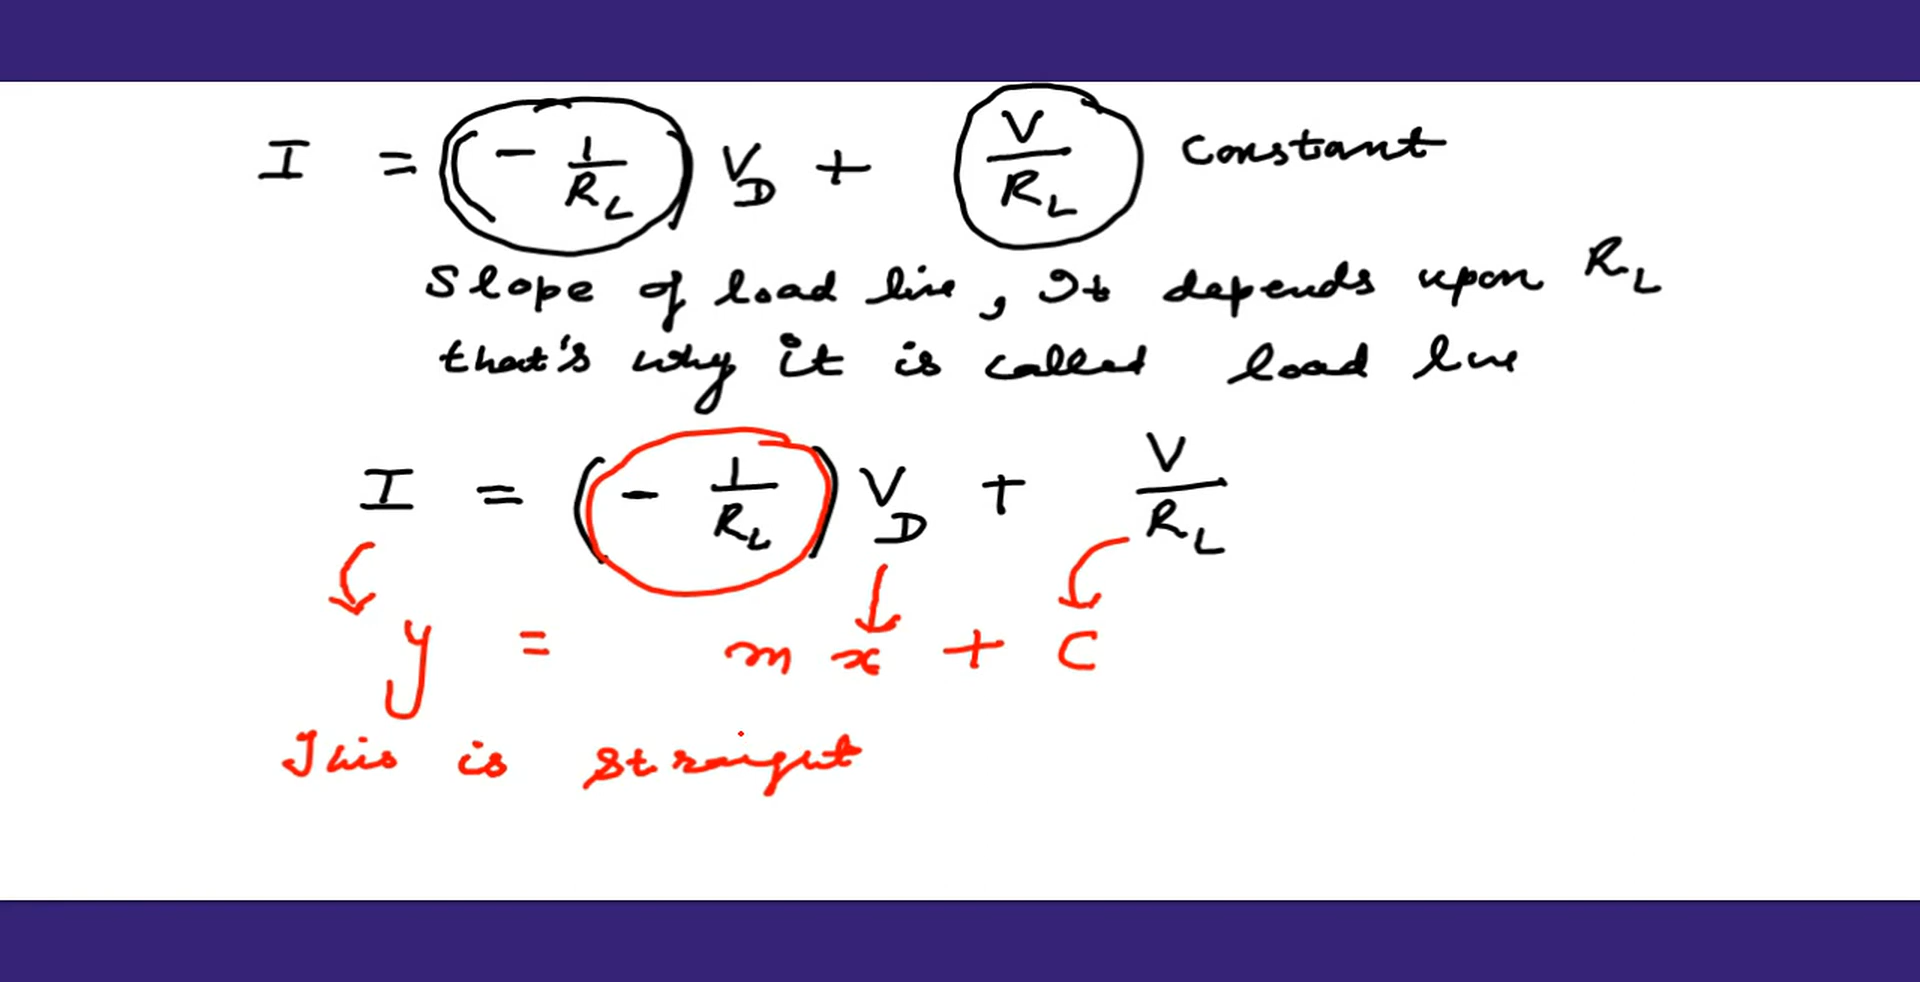 I = (- 1/R_L) V_D + V/R_L constant
Slope of load line, It depends upon R_L
that's why it is called load line
I = (- 1/R_L) V_D + V/R_L
y = m x + C
This is straight